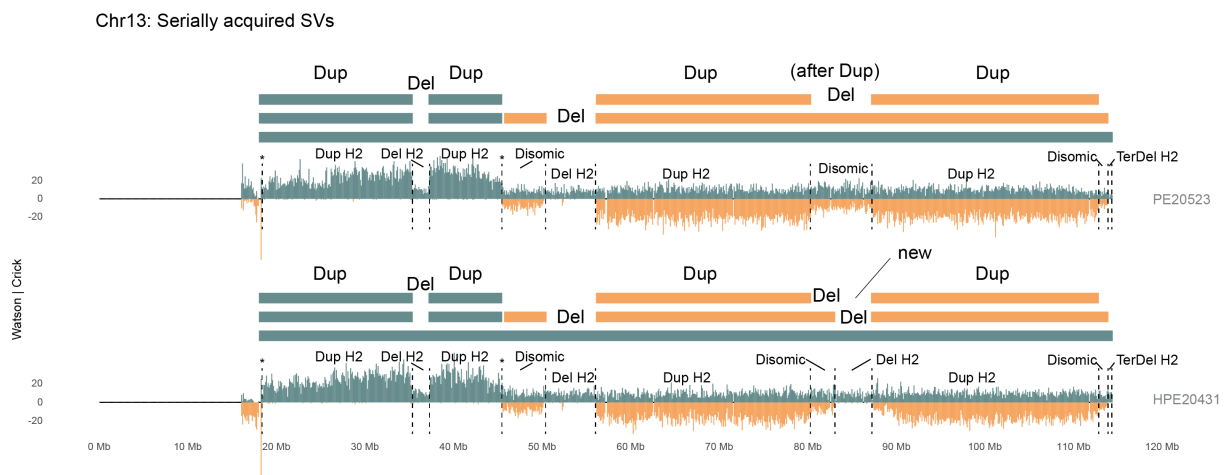 Chr13: Serially acquired SVs
Dup Del Dup Dup (after Dup) Del Dup
Del
* Dup H2 Del H2 Dup H2 * Disomic Del H2 Dup H2 Disomic Dup H2 Disomic TerDel H2
20
0
-20
PE20523
new
Dup Del Dup Dup Del Dup
Del Del
* Dup H2 Del H2 Dup H2 * Disomic Del H2 Dup H2 Disomic Del H2 Dup H2 Disomic TerDel H2
20
0
-20
HPE20431
Watson | Crick
0 Mb 10 Mb 20 Mb 30 Mb 40 Mb 50 Mb 60 Mb 70 Mb 80 Mb 90 Mb 100 Mb 110 Mb 120 Mb